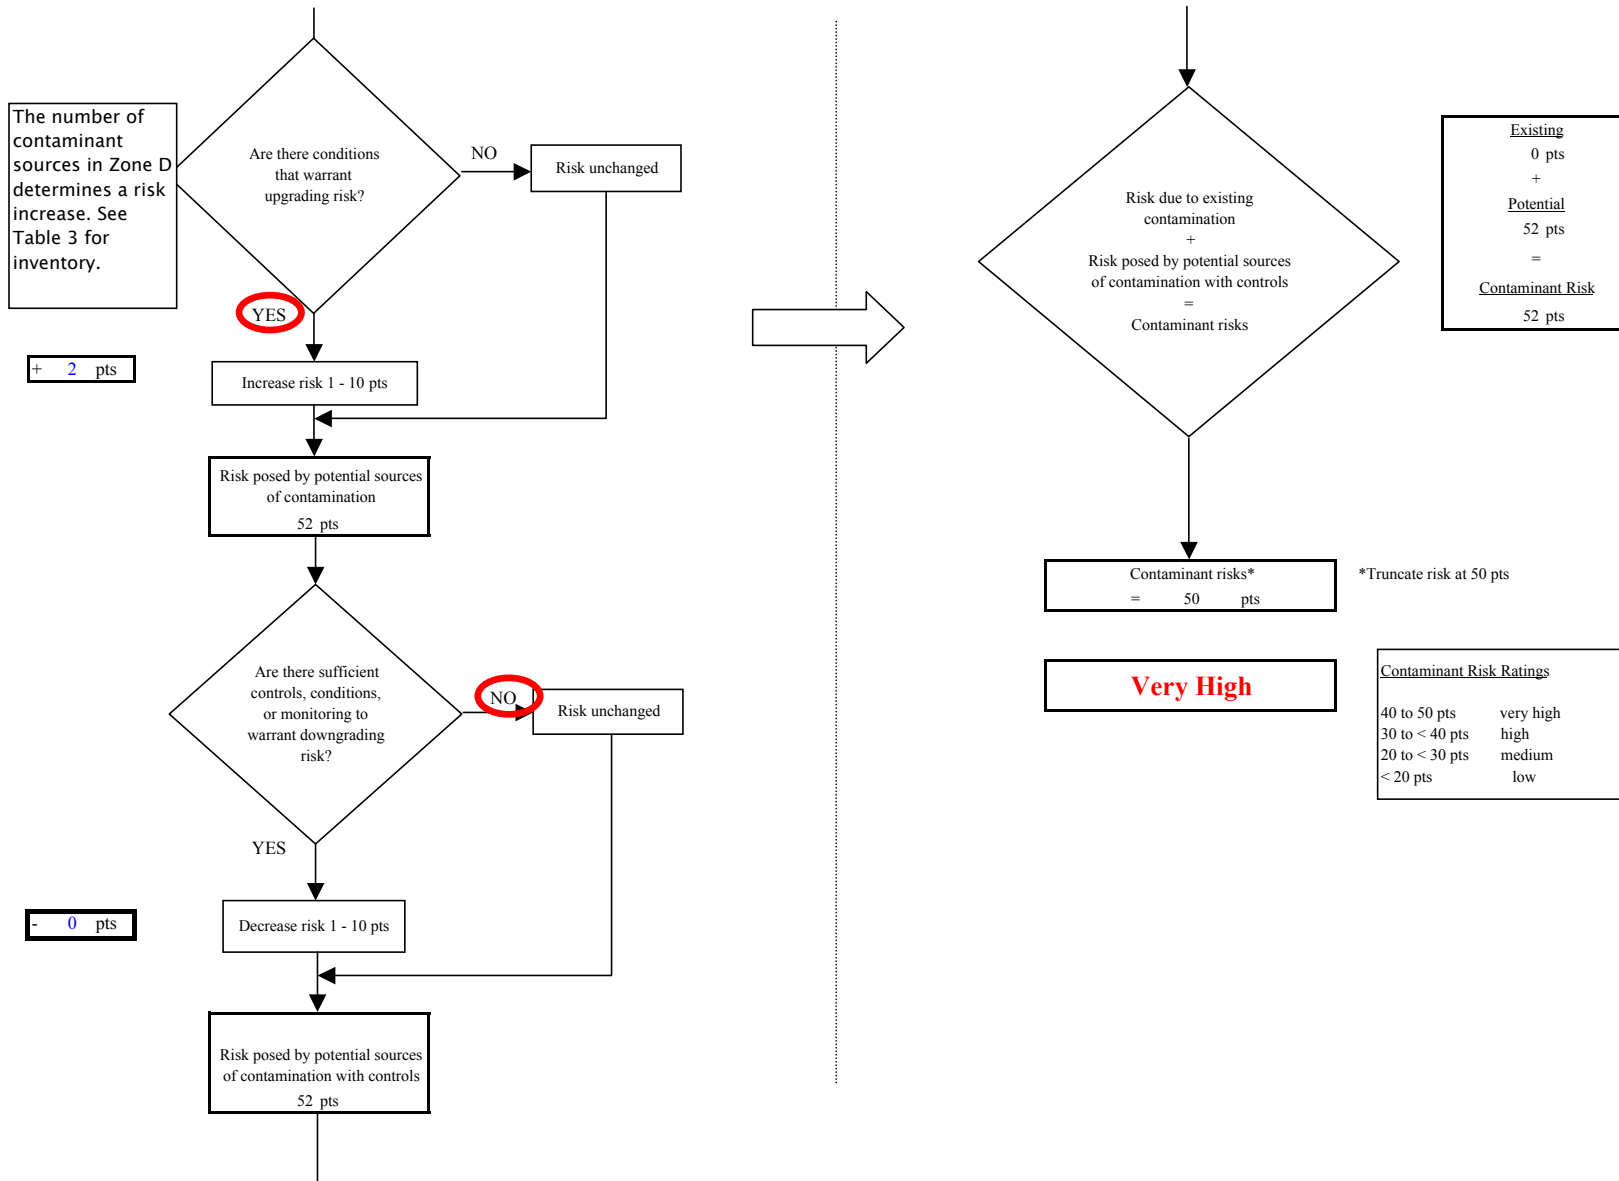 The number of
contaminant
sources in Zone D
determines a risk
increase. See
Table 3 for
inventory.
Are there conditions
that warrant
upgrading risk?
NO
Risk unchanged
YES
+ 2 pts
Increase risk 1 - 10 pts
Risk posed by potential sources
of contamination
52 pts
Are there sufficient
controls, conditions,
or monitoring to
warrant downgrading
risk?
NO
Risk unchanged
YES
- 0 pts
Decrease risk 1 - 10 pts
Risk posed by potential sources
of contamination with controls
52 pts
Risk due to existing
contamination
+
Risk posed by potential sources
of contamination with controls
=
Contaminant risks
Existing
0 pts
+
Potential
52 pts
=
Contaminant Risk
52 pts
Contaminant risks*
= 50 pts
*Truncate risk at 50 pts
Very High
Contaminant Risk Ratings
40 to 50 pts very high
30 to < 40 pts high
20 to < 30 pts medium
< 20 pts low